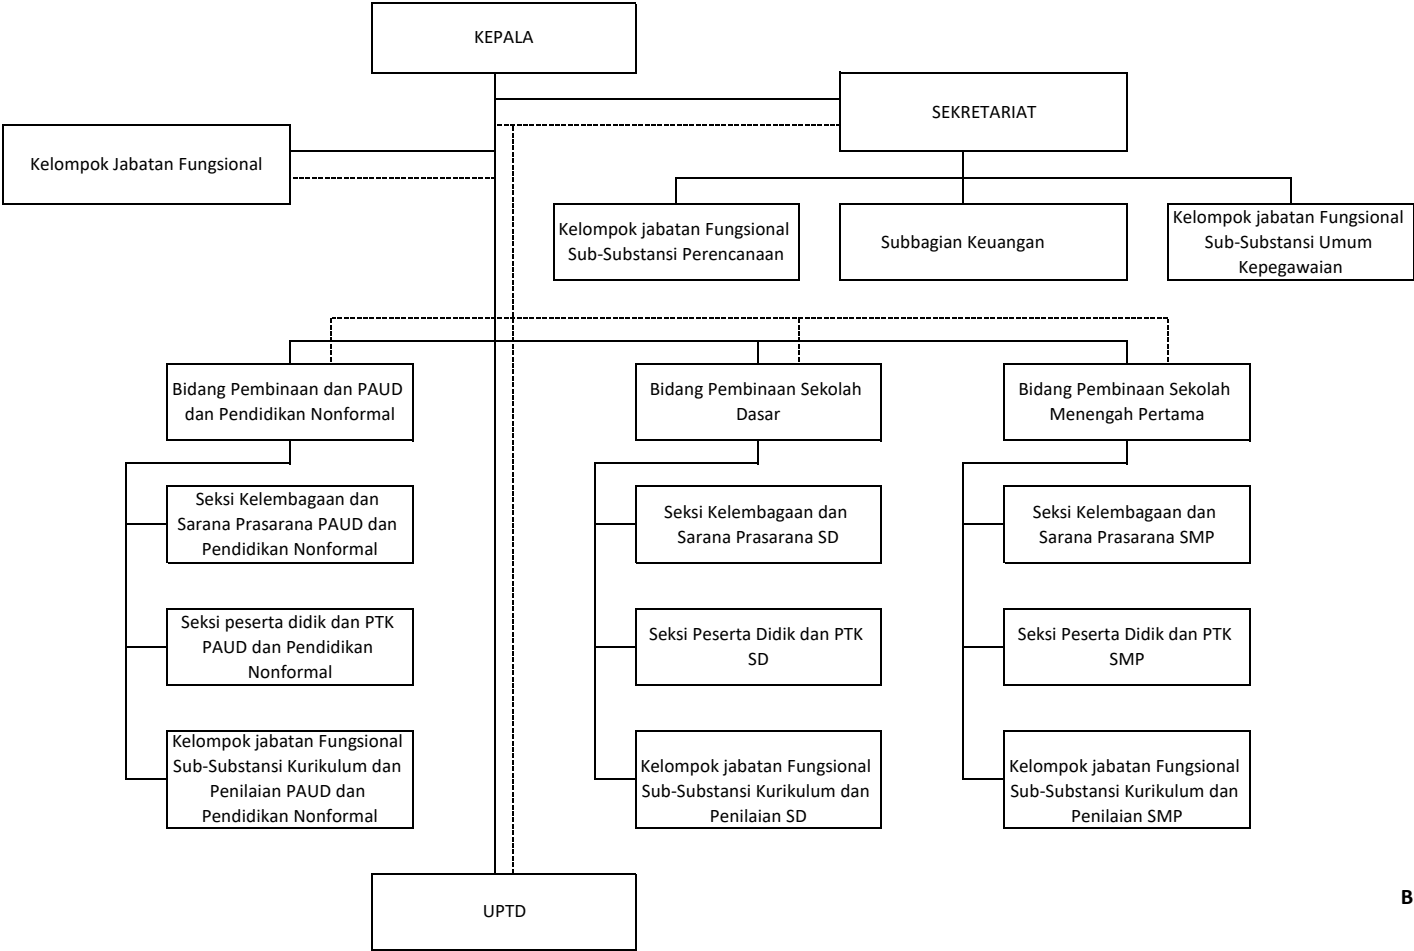 KEPALA
SEKRETARIAT
Kelompok Jabatan Fungsional
Kelompok jabatan Fungsional
Sub-Substansi Perencanaan
Subbagian Keuangan
Kelompok jabatan Fungsional
Sub-Substansi Umum
Kepegawaian
Bidang Pembinaan dan PAUD
dan Pendidikan Nonformal
Bidang Pembinaan Sekolah
Dasar
Bidang Pembinaan Sekolah
Menengah Pertama
Seksi Kelembagaan dan
Sarana Prasarana PAUD dan
Pendidikan Nonformal
Seksi Kelembagaan dan
Sarana Prasarana SD
Seksi Kelembagaan dan
Sarana Prasarana SMP
Seksi peserta didik dan PTK
PAUD dan Pendidikan
Nonformal
Seksi Peserta Didik dan PTK
SD
Seksi Peserta Didik dan PTK
SMP
Kelompok jabatan Fungsional
Sub-Substansi Kurikulum dan
Penilaian PAUD dan
Pendidikan Nonformal
Kelompok jabatan Fungsional
Sub-Substansi Kurikulum dan
Penilaian SD
Kelompok jabatan Fungsional
Sub-Substansi Kurikulum dan
Penilaian SMP
UPTD
B